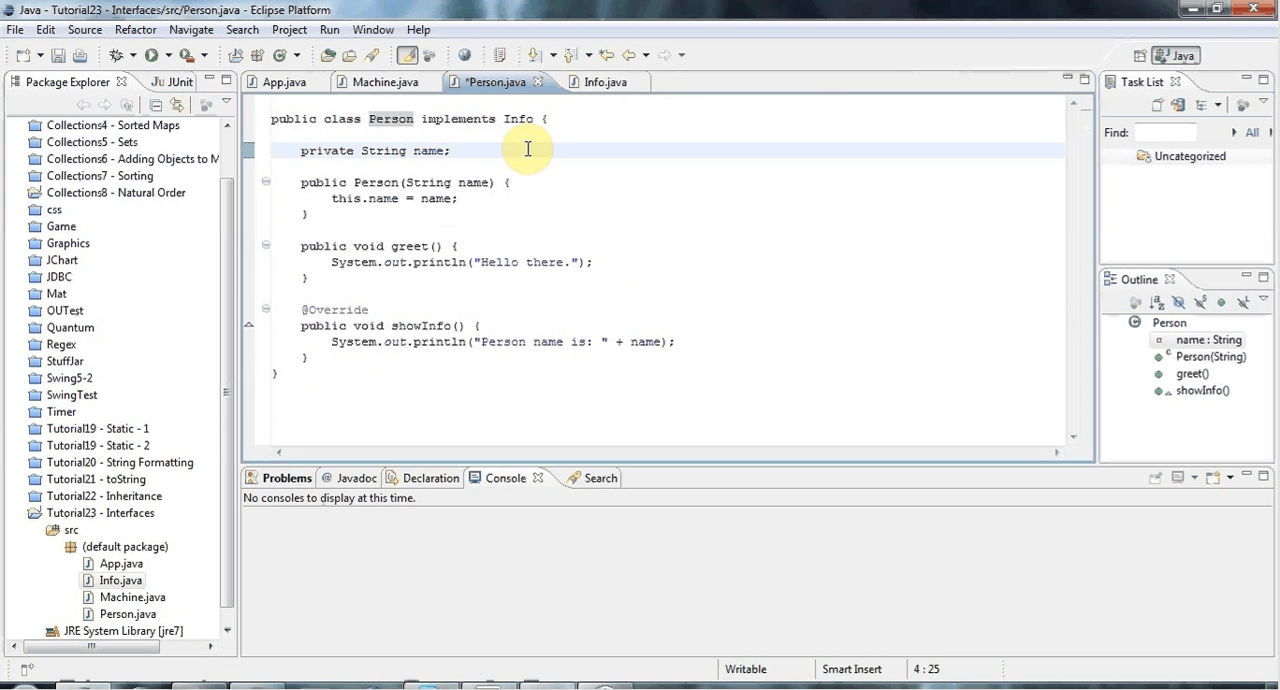 Java - Tutorial23 - Interfaces/src/Person.java - Eclipse Platform
File Edit Source Refactor Navigate Search Project Run Window Help
Java
Package Explorer
Ju JUnit
App.java
Machine.java
*Person.java
Info.java
Task List
Collections4 - Sorted Maps
Collections5 - Sets
Collections6 - Adding Objects to M
Collections7 - Sorting
Collections8 - Natural Order
css
Game
Graphics
JChart
JDBC
Mat
OUTest
Quantum
Regex
StuffJar
Swing5-2
SwingTest
Timer
Tutorial19 - Static - 1
Tutorial19 - Static - 2
Tutorial20 - String Formatting
Tutorial21 - toString
Tutorial22 - Inheritance
Tutorial23 - Interfaces
src
(default package)
App.java
Info.java
Machine.java
Person.java
JRE System Library [jre7]
public class Person implements Info {
private String name;
public Person(String name) {
this.name = name;
}
public void greet() {
System.out.println("Hello there.");
}
@Override
public void showInfo() {
System.out.println("Person name is: " + name);
}
}
Find:
All
Uncategorized
Outline
Person
name : String
Person(String)
greet()
showInfo()
Problems
@ Javadoc
Declaration
Console
Search
No consoles to display at this time.
Writable
Smart Insert
4 : 25